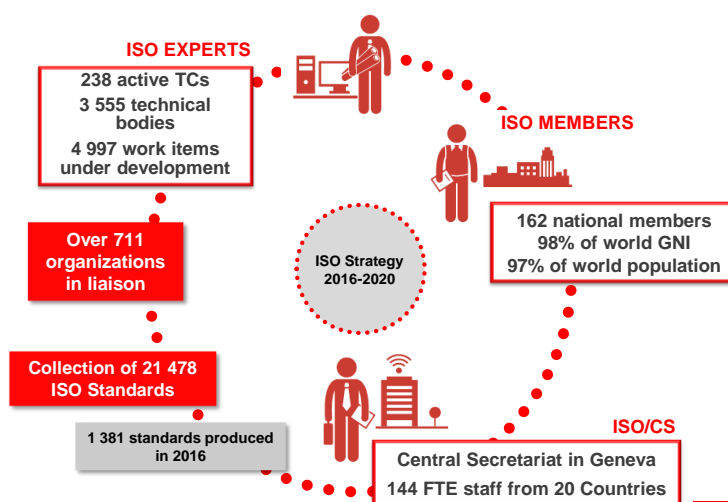 ISO EXPERTS
238 active TCs
3 555 technical
bodies
4 997 work items
under development
ISO MEMBERS
162 national members
98% of world GNI
97% of world population
Over 711
organizations
in liaison
ISO Strategy
2016-2020
Collection of 21 478
ISO Standards
1 381 standards produced
in 2016
ISO/CS
Central Secretariat in Geneva
144 FTE staff from 20 Countries